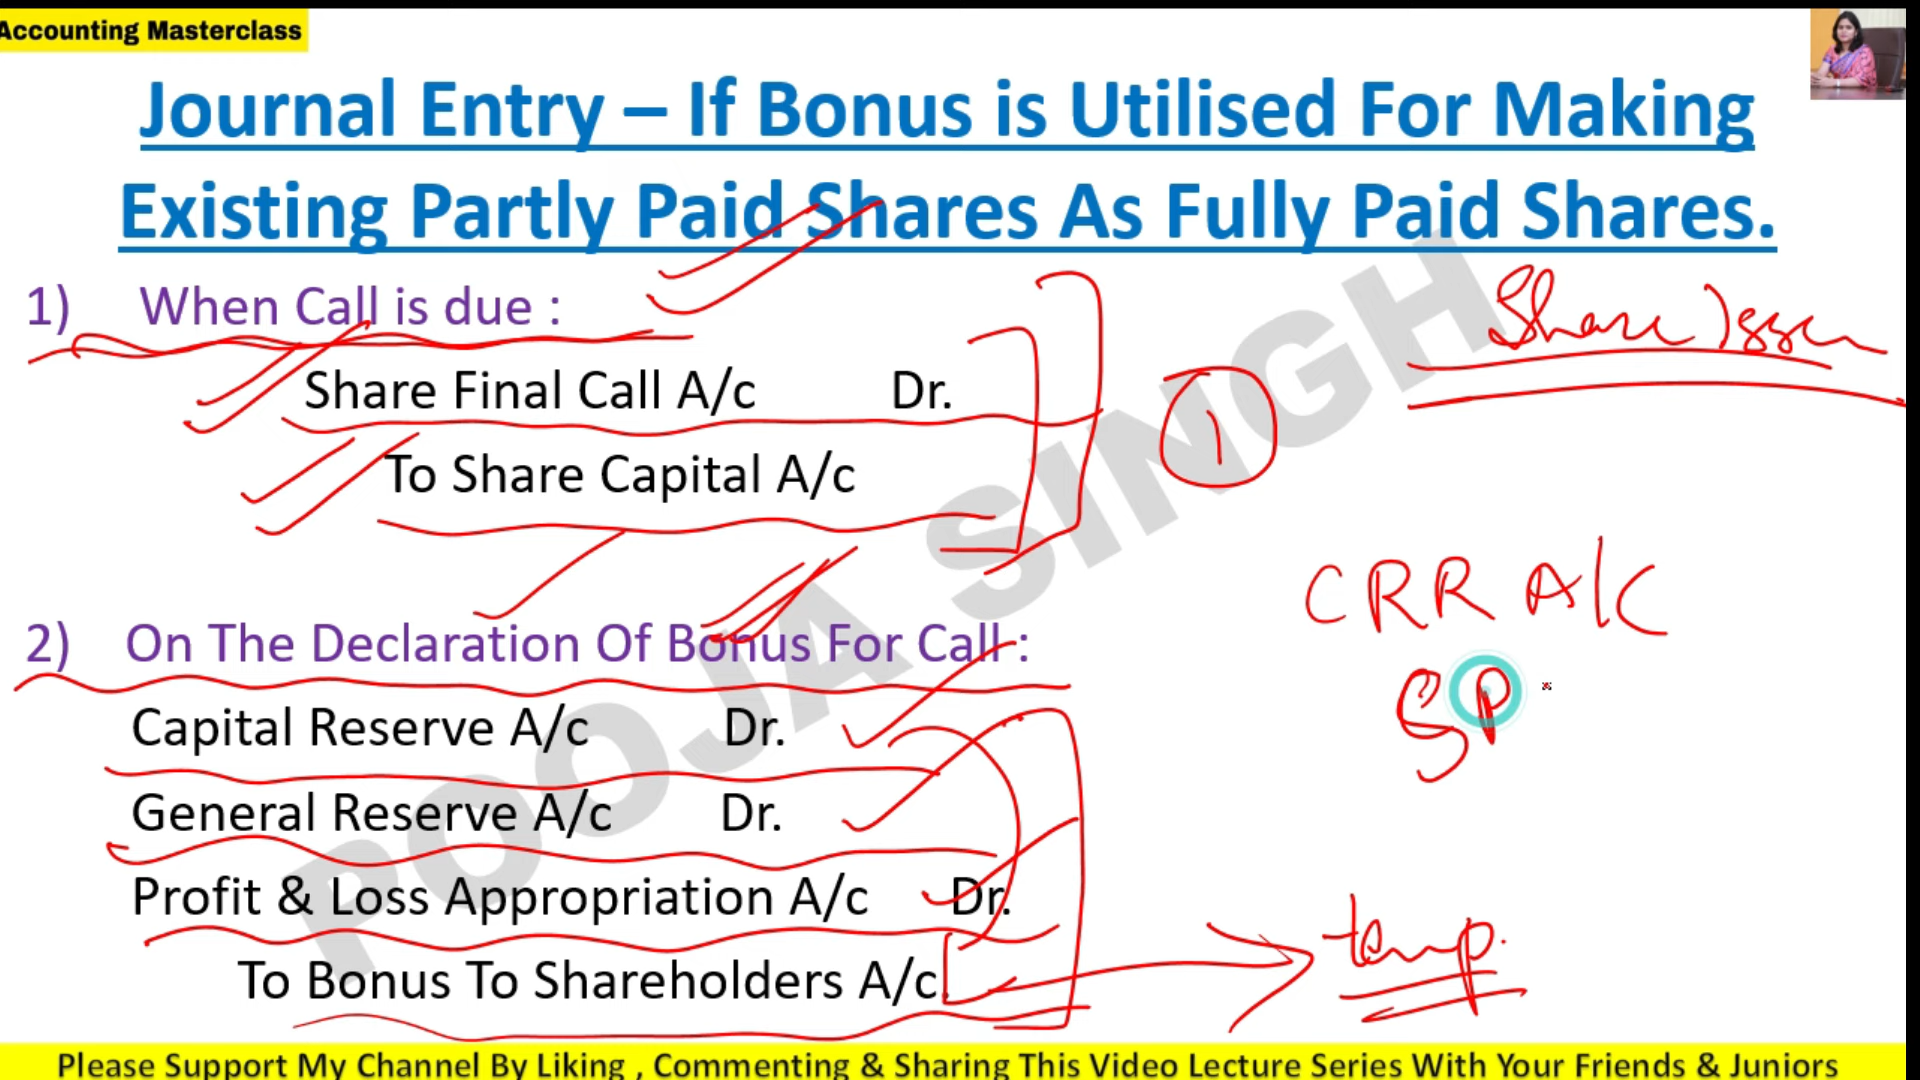 Accounting Masterclass
Journal Entry – If Bonus is Utilised For Making
Existing Partly Paid Shares As Fully Paid Shares.
1) When Call is due :
Share Issue
Share Final Call A/c Dr.
1
To Share Capital A/c
CRR A/C
2) On The Declaration Of Bonus For Call :
SP
Capital Reserve A/c Dr.
General Reserve A/c Dr.
Profit & Loss Appropriation A/c Dr.
temp.
To Bonus To Shareholders A/c.
POOJA SINGH
Please Support My Channel By Liking , Commenting & Sharing This Video Lecture Series With Your Friends & Juniors